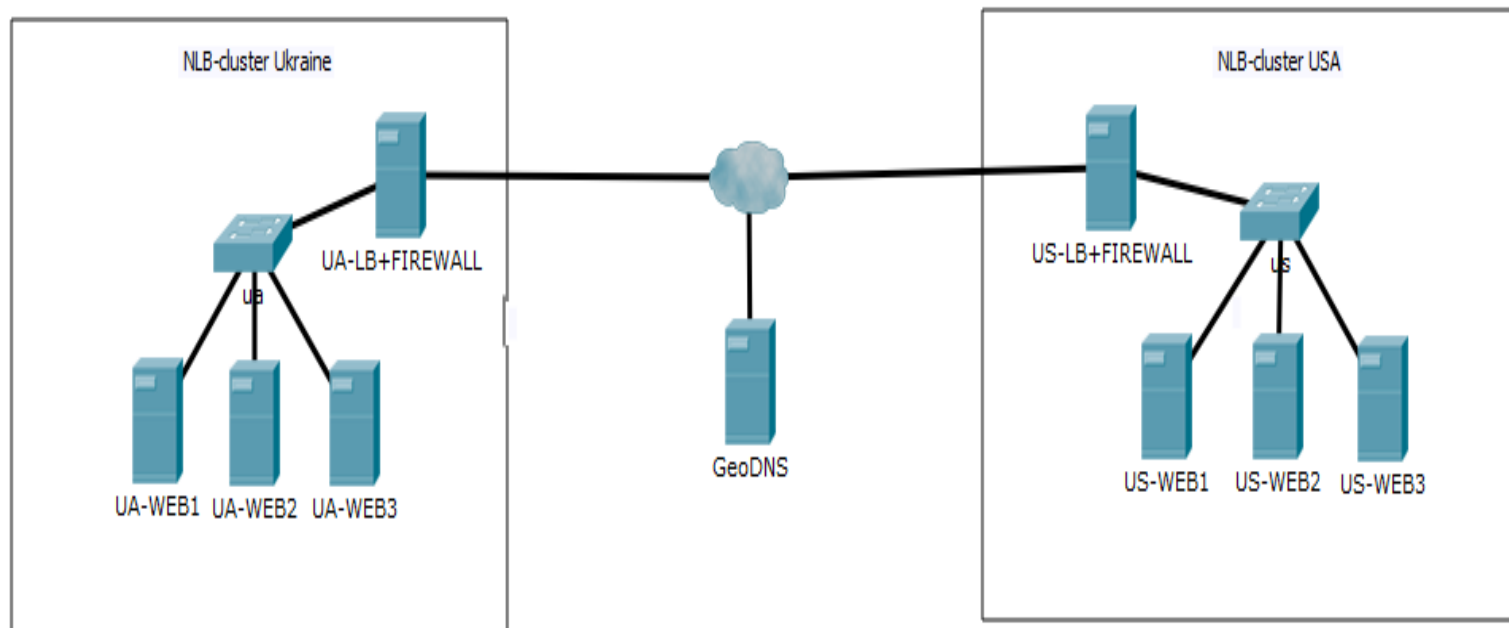 NLB-cluster Ukraine
NLB-cluster USA
UA-LB+FIREWALL
US-LB+FIREWALL
ua
us
GeoDNS
UA-WEB1
UA-WEB2
UA-WEB3
US-WEB1
US-WEB2
US-WEB3